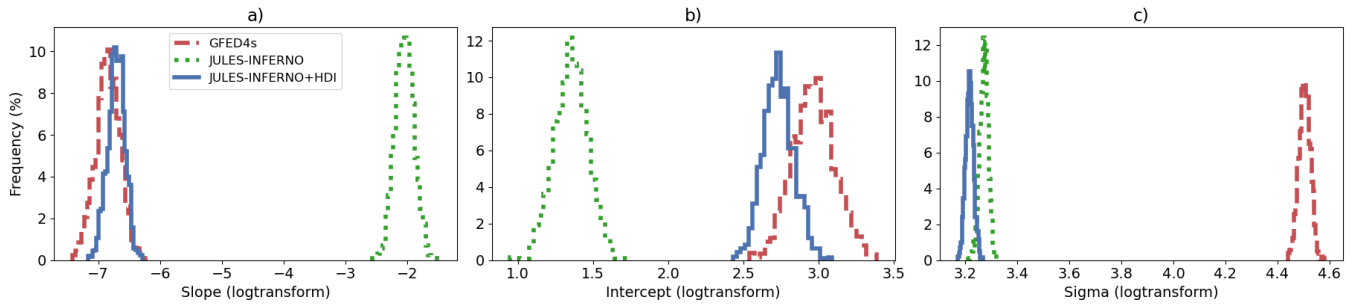 a)
GFED4s
JULES-INFERNO
JULES-INFERNO+HDI
Frequency (%)
10
8
6
4
2
0
−7 −6 −5 −4 −3 −2
Slope (logtransform)
b)
12
10
8
6
4
2
0
1.0 1.5 2.0 2.5 3.0 3.5
Intercept (logtransform)
c)
12
10
8
6
4
2
0
3.2 3.4 3.6 3.8 4.0 4.2 4.4 4.6
Sigma (logtransform)